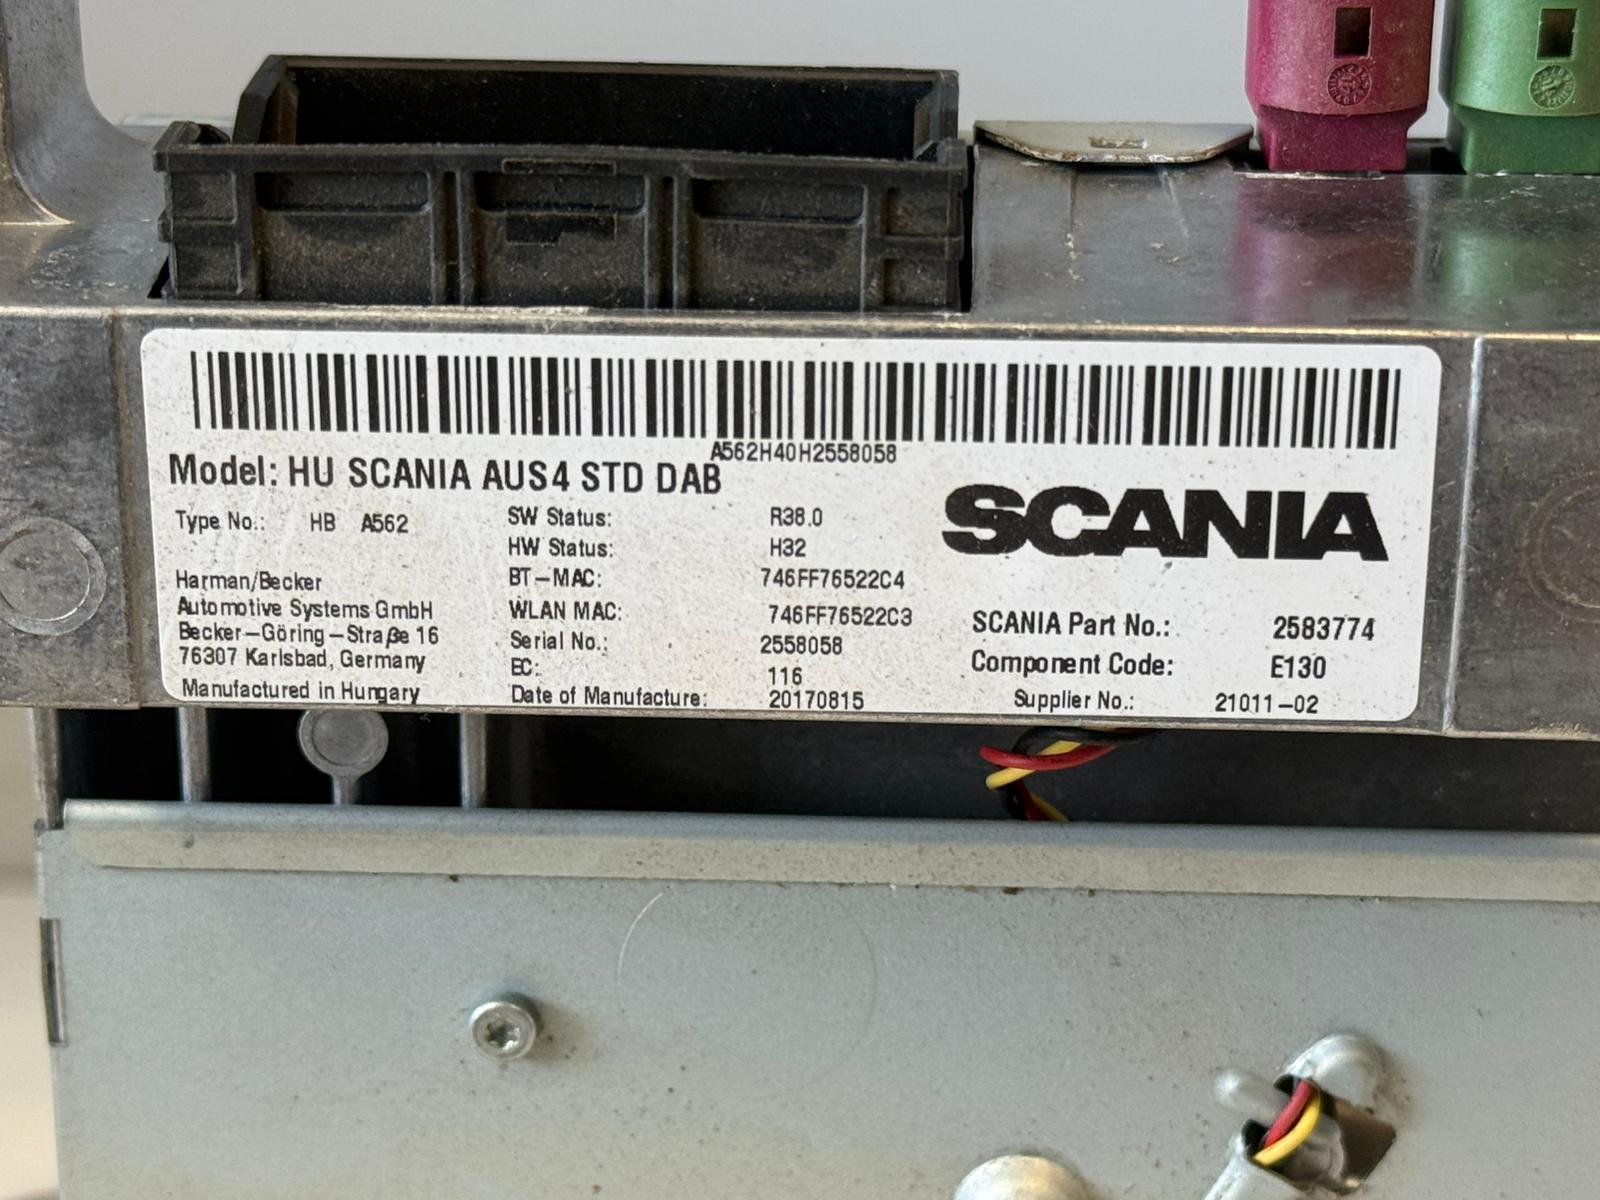 A562H40H2558058
Model: HU SCANIA AUS4 STD DAB
Type No.: HB A562
Harman/Becker
Automotive Systems GmbH
Becker-Göring-Straße 16
76307 Karlsbad, Germany
Manufactured in Hungary
SW Status: R38.0
HW Status: H32
BT-MAC: 746FF76522C4
WLAN MAC: 746FF76522C3
Serial No.: 2558058
EC: 116
Date of Manufacture: 20170815
SCANIA
SCANIA Part No.: 2583774
Component Code: E130
Supplier No.: 21011-02